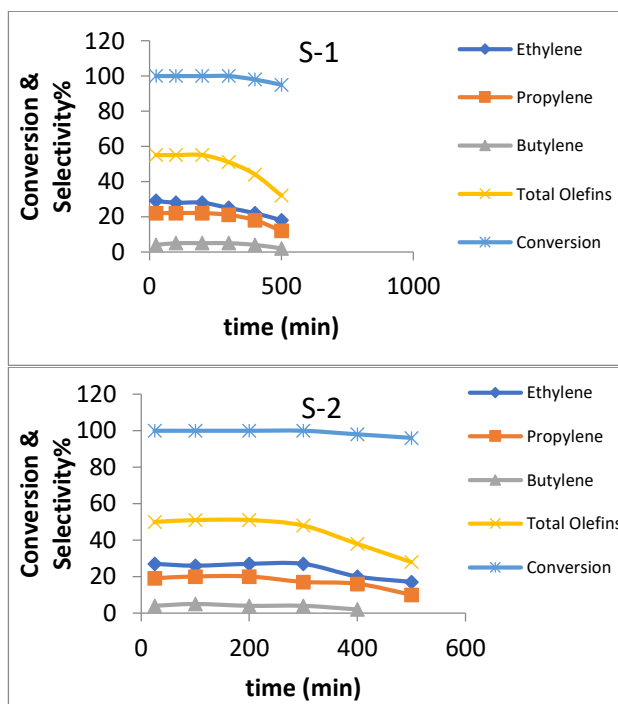 S-1
120
100
80
60
40
20
0
Conversion &
Selectivity%
0 500 1000
time (min)
Ethylene
Propylene
Butylene
Total Olefins
Conversion
S-2
120
100
80
60
40
20
0
Conversion &
Selectivity%
0 200 400 600
time (min)
Ethylene
Propylene
Butylene
Total Olefins
Conversion